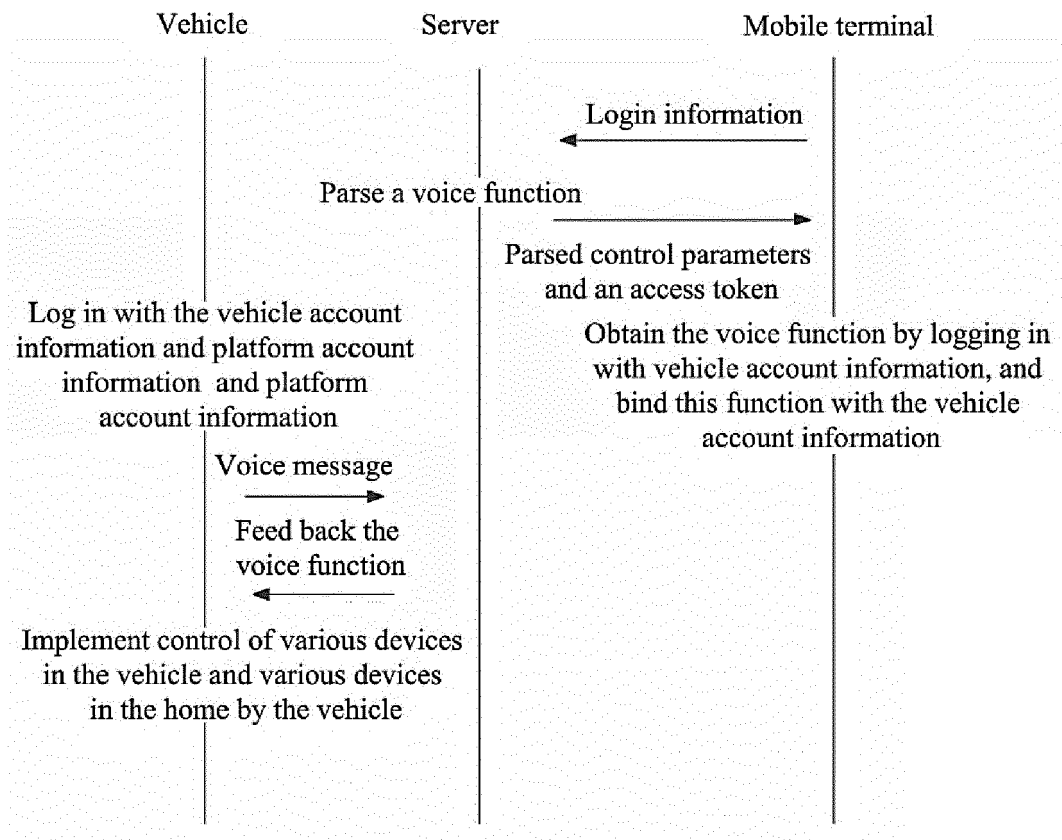 Vehicle
Server
Mobile terminal
Login information
Parse a voice function
Parsed control parameters
and an access token
Log in with the vehicle account
information and platform account
information and platform
account information
Obtain the voice function by logging in
with vehicle account information, and
bind this function with the vehicle
account information
Voice message
Feed back the
voice function
Implement control of various devices
in the vehicle and various devices
in the home by the vehicle